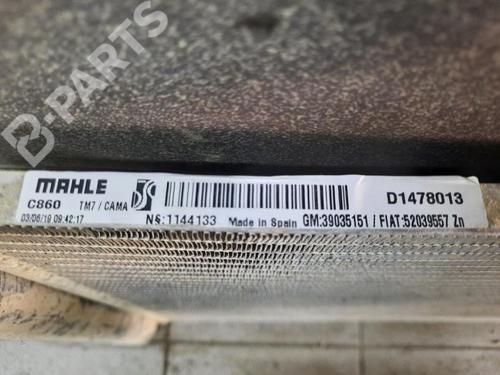 B-PARTS
MAHLE
C860 TM7 / CAMA
D1478013
03/06/19 09:42:17
NS:1144133 Made in Spain GM:39035151 / FIAT:52039557 Zn